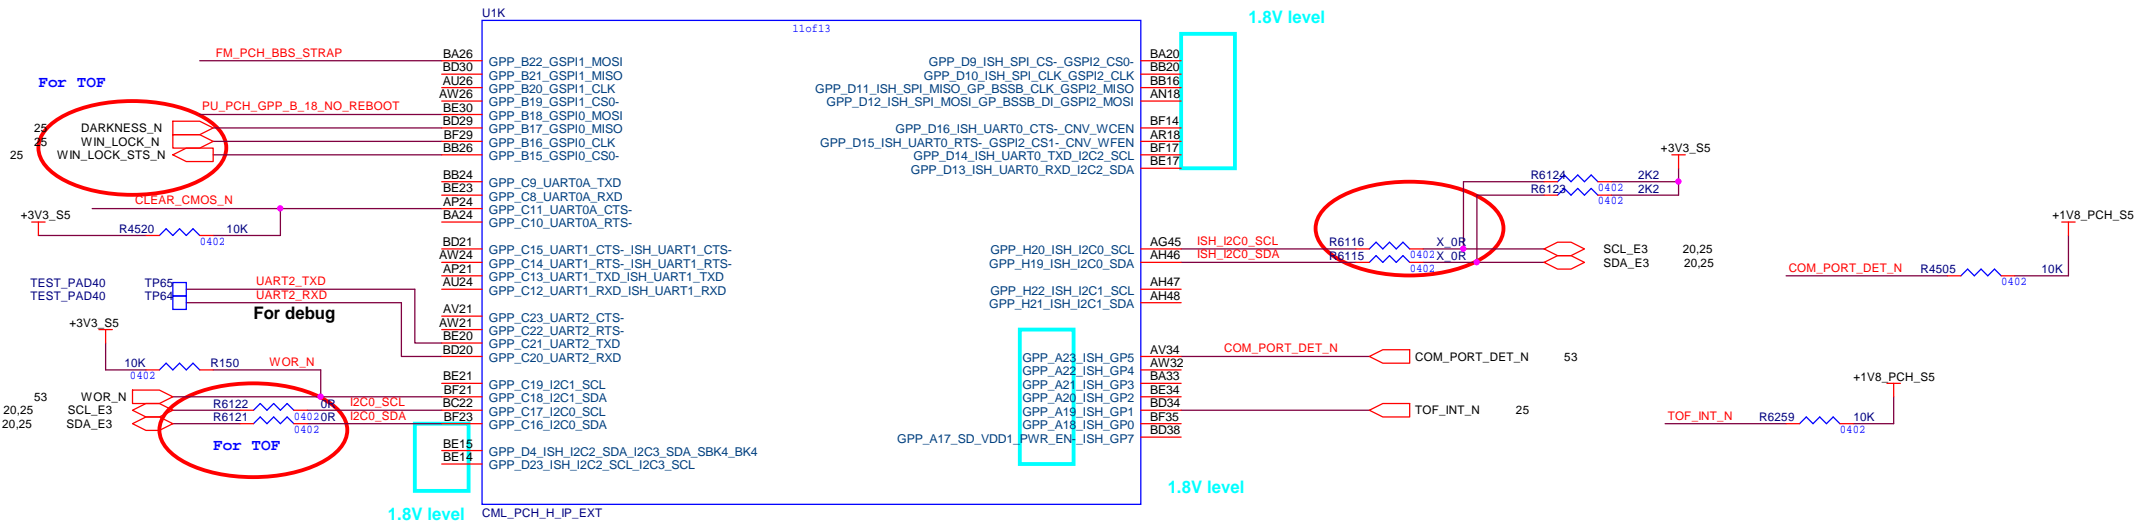 U1K
11of13
1.8V level
FM_PCH_BBS_STRAP
BA26
GPP_B22_GSPI1_MOSI
BD30
GPP_B21_GSPI1_MISO
AU26
GPP_B20_GSPI1_CLK
AW26
GPP_B19_GSPI1_CS0-
PU_PCH_GPP_B_18_NO_REBOOT
BE30
GPP_B18_GSPI0_MOSI
For TOF
25 DARKNESS_N
BD29
GPP_B17_GSPI0_MISO
25 WIN_LOCK_N
BF29
GPP_B16_GSPI0_CLK
25 WIN_LOCK_STS_N
BB26
GPP_B15_GSPI0_CS0-
BB24
GPP_C9_UART0A_TXD
BE23
GPP_C8_UART0A_RXD
CLEAR_CMOS_N
AP24
GPP_C11_UART0A_CTS-
BA24
GPP_C10_UART0A_RTS-
+3V3_S5
R4520 10K
0402
BD21
GPP_C15_UART1_CTS-_ISH_UART1_CTS-
AW24
GPP_C14_UART1_RTS-_ISH_UART1_RTS-
AP21
GPP_C13_UART1_TXD_ISH_UART1_TXD
AU24
GPP_C12_UART1_RXD_ISH_UART1_RXD
TEST_PAD40 TP65 UART2_TXD
TEST_PAD40 TP64 UART2_RXD
For debug
AV21
GPP_C23_UART2_CTS-
AW21
GPP_C22_UART2_RTS-
BE20
GPP_C21_UART2_TXD
BD20
GPP_C20_UART2_RXD
+3V3_S5
10K R150 WOR_N
0402
BE21
GPP_C19_I2C1_SCL
53 WOR_N
BF21
GPP_C18_I2C1_SDA
20,25 SCL_E3 R6122 0R I2C0_SCL
0402
BC22
GPP_C17_I2C0_SCL
20,25 SDA_E3 R6121 0R I2C0_SDA
0402
BF23
GPP_C16_I2C0_SDA
For TOF
BE15
GPP_D4_ISH_I2C2_SDA_I2C3_SDA_SBK4_BK4
BE14
GPP_D23_ISH_I2C2_SCL_I2C3_SCL
1.8V level
CML_PCH_H_IP_EXT
GPP_D9_ISH_SPI_CS-_GSPI2_CS0-
BA20
GPP_D10_ISH_SPI_CLK_GSPI2_CLK
BB20
GPP_D11_ISH_SPI_MISO_GP_BSSB_CLK_GSPI2_MISO
BB16
GPP_D12_ISH_SPI_MOSI_GP_BSSB_DI_GSPI2_MOSI
AN18
GPP_D16_ISH_UART0_CTS-_CNV_WCEN
BF14
GPP_D15_ISH_UART0_RTS-_GSPI2_CS1-_CNV_WFEN
AR18
GPP_D14_ISH_UART0_TXD_I2C2_SCL
BF17
GPP_D13_ISH_UART0_RXD_I2C2_SDA
BE17
+3V3_S5
R6124 2K2
0402
R6123 2K2
0402
GPP_H20_ISH_I2C0_SCL
AG45 ISH_I2C0_SCL R6116 X_0R
0402
SCL_E3 20,25
GPP_H19_ISH_I2C0_SDA
AH46 ISH_I2C0_SDA R6115 X_0R
0402
SDA_E3 20,25
GPP_H22_ISH_I2C1_SCL
AH47
GPP_H21_ISH_I2C1_SDA
AH48
+1V8_PCH_S5
COM_PORT_DET_N R4505 10K
0402
GPP_A23_ISH_GP5
AV34 COM_PORT_DET_N
COM_PORT_DET_N 53
GPP_A22_ISH_GP4
AW32
GPP_A21_ISH_GP3
BA33
GPP_A20_ISH_GP2
BE34
GPP_A19_ISH_GP1
BD34
TOF_INT_N 25
GPP_A18_ISH_GP0
BF35
GPP_A17_SD_VDD1_PWR_EN-_ISH_GP7
BD38
+1V8_PCH_S5
TOF_INT_N R6259 10K
0402
1.8V level